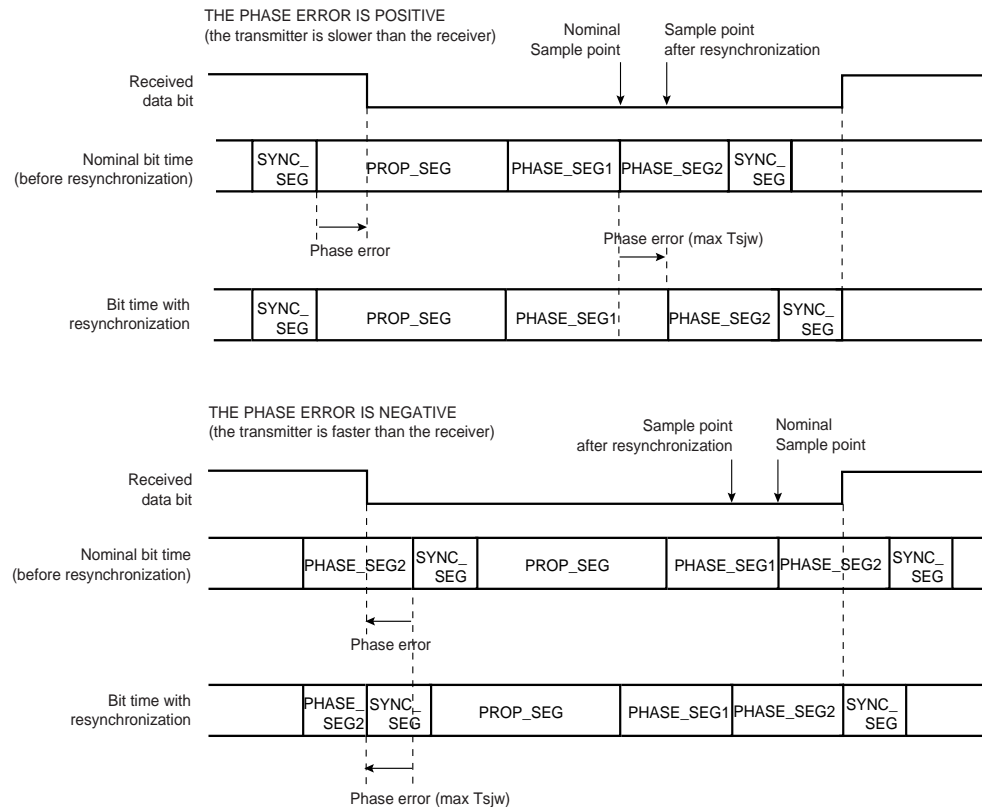 THE PHASE ERROR IS POSITIVE
(the transmitter is slower than the receiver)
Nominal
Sample point
Sample point
after resynchronization
Received
data bit
Nominal bit time
(before resynchronization)
SYNC_
SEG
PROP_SEG
PHASE_SEG1
PHASE_SEG2
SYNC_
SEG
Phase error
Phase error (max Tsjw)
Bit time with
resynchronization
SYNC_
SEG
PROP_SEG
PHASE_SEG1
PHASE_SEG2
SYNC_
SEG
THE PHASE ERROR IS NEGATIVE
(the transmitter is faster than the receiver)
Sample point
after resynchronization
Nominal
Sample point
Received
data bit
Nominal bit time
(before resynchronization)
PHASE_SEG2
SYNC_
SEG
PROP_SEG
PHASE_SEG1
PHASE_SEG2
SYNC_
SEG
Phase error
Bit time with
resynchronization
PHASE_
SEG2
SYNC_
SEG
PROP_SEG
PHASE_SEG1
PHASE_SEG2
SYNC_
SEG
Phase error (max Tsjw)